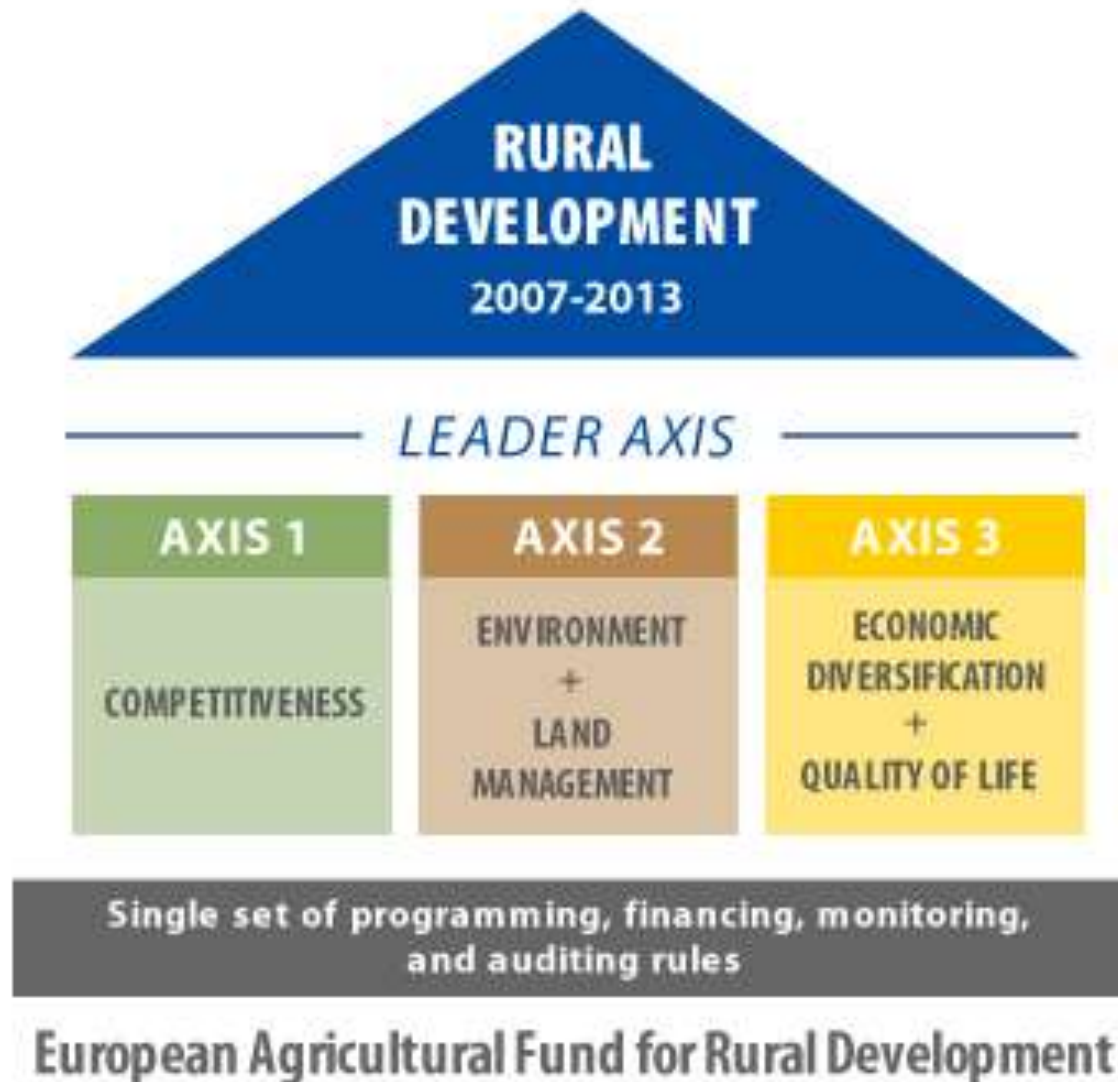 RURAL
DEVELOPMENT
2007-2013
LEADER AXIS
AXIS 1
COMPETITIVENESS
AXIS 2
ENVIRONMENT
+
LAND
MANAGEMENT
AXIS 3
ECONOMIC
DIVERSIFICATION
+
QUALITY OF LIFE
Single set of programming, financing, monitoring,
and auditing rules
European Agricultural Fund for Rural Development